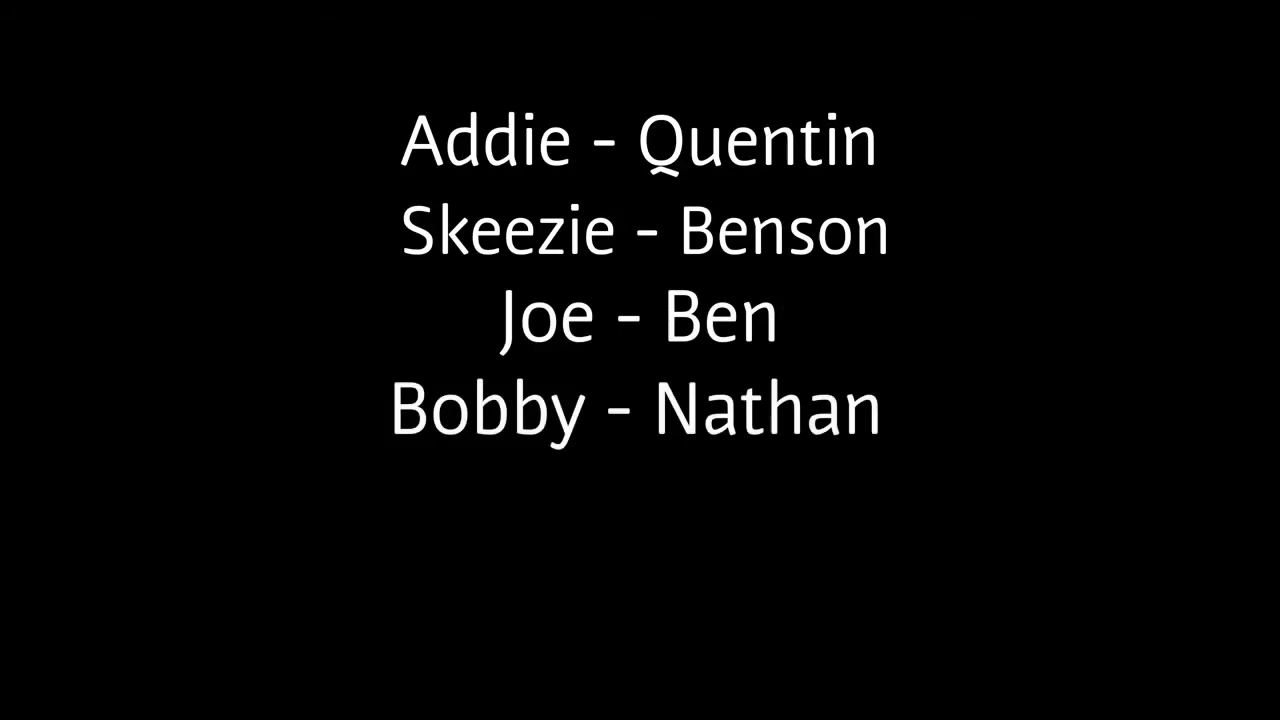 Addie - Quentin
Skeezie - Benson
Joe - Ben
Bobby - Nathan